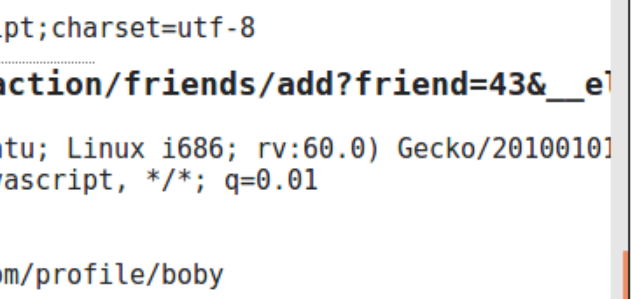 ipt;charset=utf-8
action/friends/add?friend=43&__el
ntu; Linux i686; rv:60.0) Gecko/20100101
vascript, */*; q=0.01
om/profile/boby